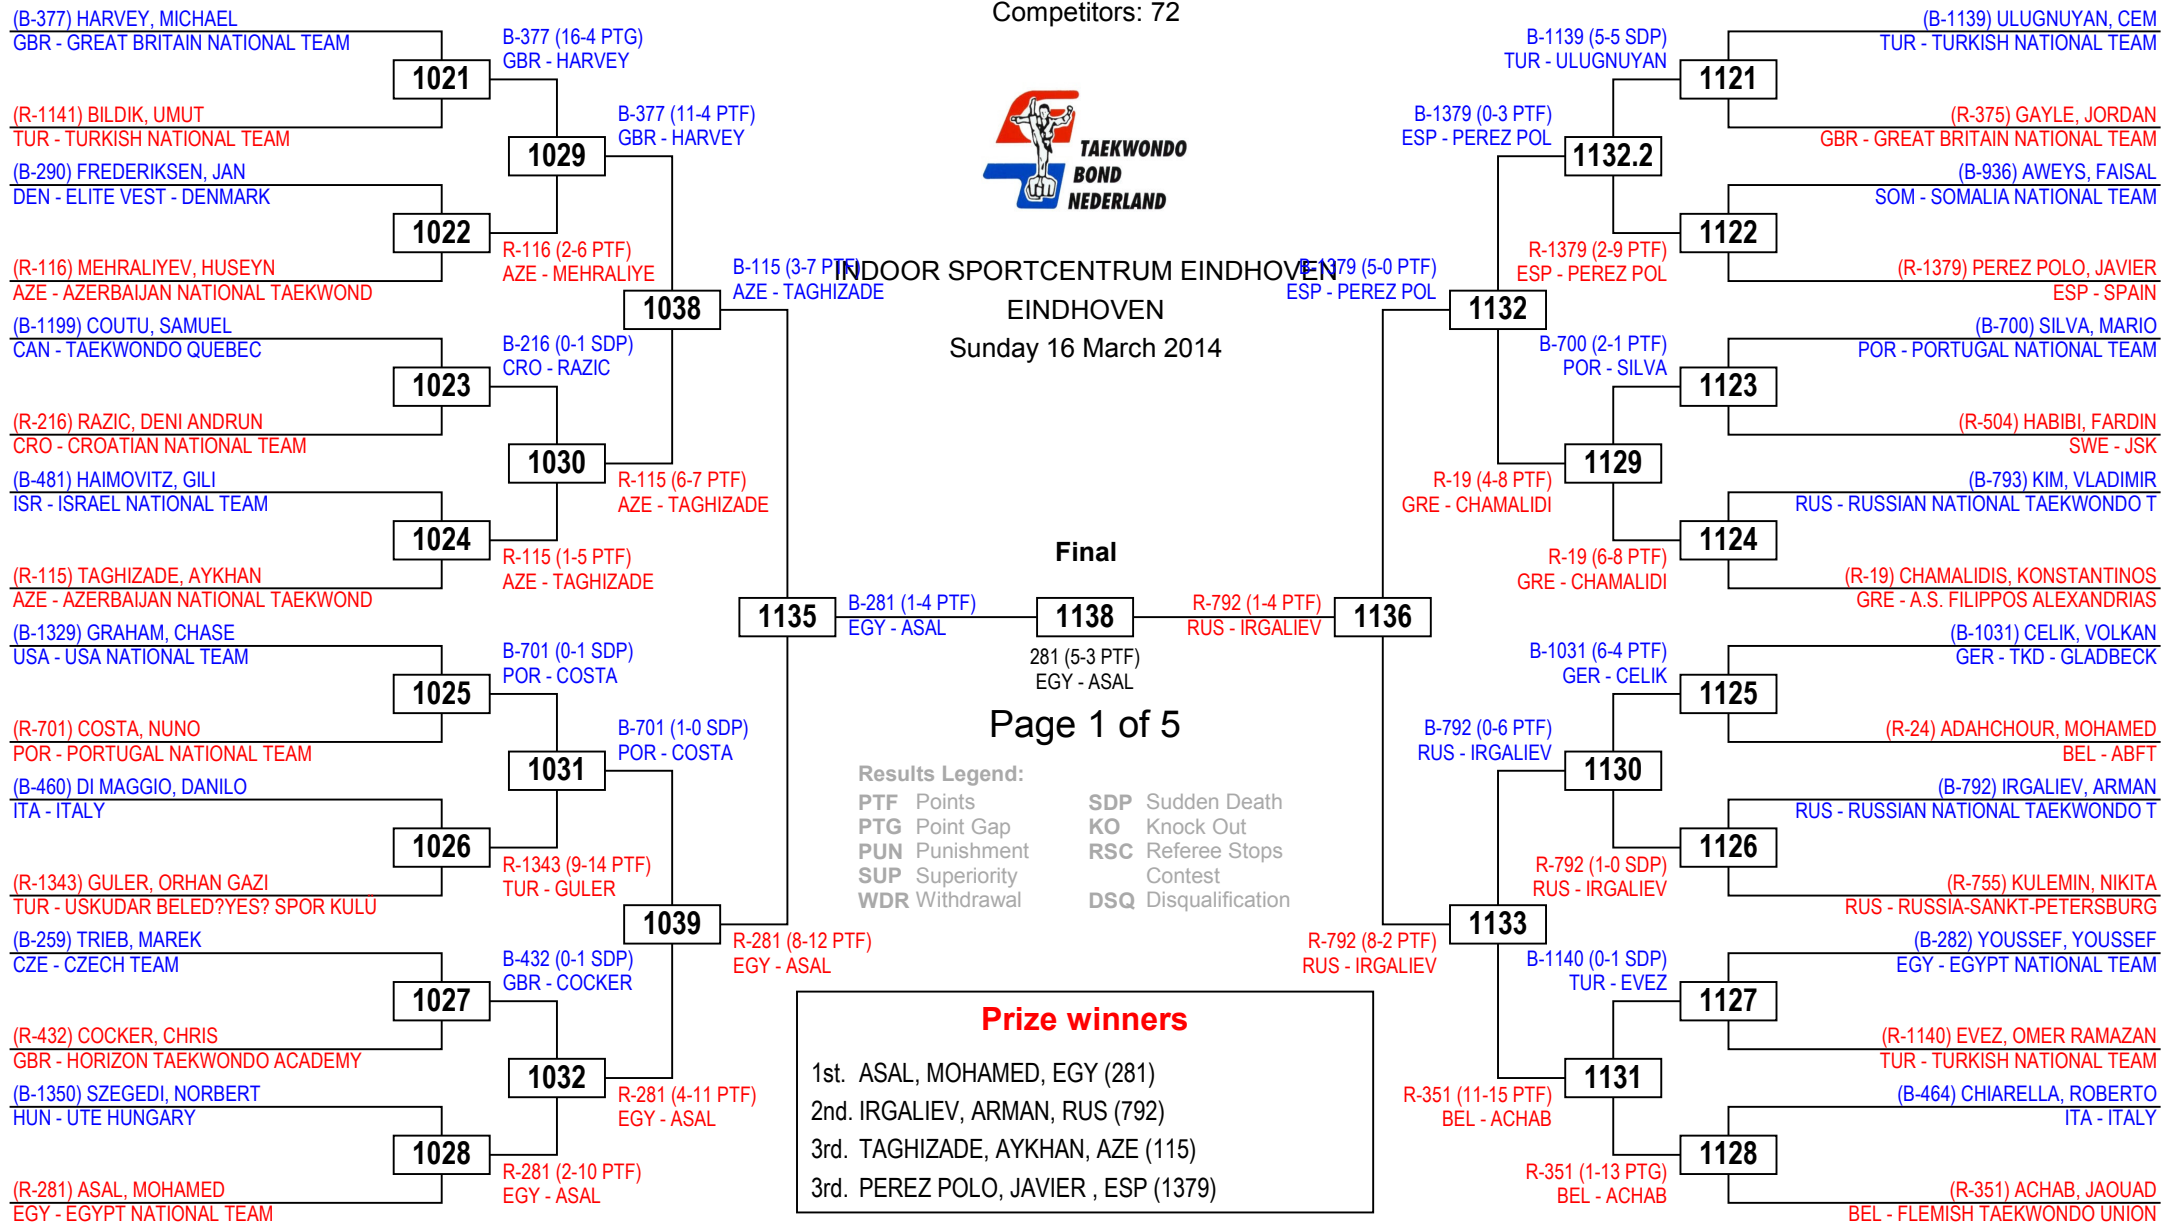 Competitors: 72
TAEKWONDO
BOND
NEDERLAND
INDOOR SPORTCENTRUM EINDHOVEN
EINDHOVEN
Sunday 16 March 2014
(B-377) HARVEY, MICHAEL
GBR - GREAT BRITAIN NATIONAL TEAM
1021
(R-1141) BILDIK, UMUT
TUR - TURKISH NATIONAL TEAM
(B-290) FREDERIKSEN, JAN
DEN - ELITE VEST - DENMARK
1022
(R-116) MEHRALIYEV, HUSEYN
AZE - AZERBAIJAN NATIONAL TAEKWOND
(B-1199) COUTU, SAMUEL
CAN - TAEKWONDO QUEBEC
1023
(R-216) RAZIC, DENI ANDRUN
CRO - CROATIAN NATIONAL TEAM
(B-481) HAIMOVITZ, GILI
ISR - ISRAEL NATIONAL TEAM
1024
(R-115) TAGHIZADE, AYKHAN
AZE - AZERBAIJAN NATIONAL TAEKWOND
(B-1329) GRAHAM, CHASE
USA - USA NATIONAL TEAM
1025
(R-701) COSTA, NUNO
POR - PORTUGAL NATIONAL TEAM
(B-460) DI MAGGIO, DANILO
ITA - ITALY
1026
(R-1343) GULER, ORHAN GAZI
TUR - USKUDAR BELED?YES? SPOR KULU
(B-259) TRIEB, MAREK
CZE - CZECH TEAM
1027
(R-432) COCKER, CHRIS
GBR - HORIZON TAEKWONDO ACADEMY
(B-1350) SZEGEDI, NORBERT
HUN - UTE HUNGARY
1028
(R-281) ASAL, MOHAMED
EGY - EGYPT NATIONAL TEAM
B-377 (16-4 PTG)
GBR - HARVEY
1029
R-116 (2-6 PTF)
AZE - MEHRALIYE
B-216 (0-1 SDP)
CRO - RAZIC
1030
R-115 (1-5 PTF)
AZE - TAGHIZADE
B-701 (0-1 SDP)
POR - COSTA
1031
R-1343 (9-14 PTF)
TUR - GULER
B-432 (0-1 SDP)
GBR - COCKER
1032
R-281 (2-10 PTF)
EGY - ASAL
B-377 (11-4 PTF)
GBR - HARVEY
1038
R-115 (6-7 PTF)
AZE - TAGHIZADE
B-701 (1-0 SDP)
POR - COSTA
1039
R-281 (4-11 PTF)
EGY - ASAL
B-115 (3-7 PTF)
AZE - TAGHIZADE
1135
R-281 (8-12 PTF)
EGY - ASAL
Final
B-281 (1-4 PTF)
EGY - ASAL
1138
R-792 (1-4 PTF)
RUS - IRGALIEV
281 (5-3 PTF)
EGY - ASAL
Page 1 of 5
Results Legend:
PTF Points SDP Sudden Death
PTG Point Gap KO Knock Out
PUN Punishment RSC Referee Stops
SUP Superiority Contest
WDR Withdrawal DSQ Disqualification
Prize winners
1st. ASAL, MOHAMED, EGY (281)
2nd. IRGALIEV, ARMAN, RUS (792)
3rd. TAGHIZADE, AYKHAN, AZE (115)
3rd. PEREZ POLO, JAVIER , ESP (1379)
B-1379 (5-0 PTF)
ESP - PEREZ POL
1136
R-792 (8-2 PTF)
RUS - IRGALIEV
B-1379 (0-3 PTF)
ESP - PEREZ POL
1132
R-19 (4-8 PTF)
GRE - CHAMALIDI
B-792 (0-6 PTF)
RUS - IRGALIEV
1133
R-351 (11-15 PTF)
BEL - ACHAB
B-1139 (5-5 SDP)
TUR - ULUGNUYAN
1132.2
R-1379 (2-9 PTF)
ESP - PEREZ POL
B-700 (2-1 PTF)
POR - SILVA
1129
R-19 (6-8 PTF)
GRE - CHAMALIDI
B-1031 (6-4 PTF)
GER - CELIK
1130
R-792 (1-0 SDP)
RUS - IRGALIEV
B-1140 (0-1 SDP)
TUR - EVEZ
1131
R-351 (1-13 PTG)
BEL - ACHAB
(B-1139) ULUGNUYAN, CEM
TUR - TURKISH NATIONAL TEAM
1121
(R-375) GAYLE, JORDAN
GBR - GREAT BRITAIN NATIONAL TEAM
(B-936) AWEYS, FAISAL
SOM - SOMALIA NATIONAL TEAM
1122
(R-1379) PEREZ POLO, JAVIER
ESP - SPAIN
(B-700) SILVA, MARIO
POR - PORTUGAL NATIONAL TEAM
1123
(R-504) HABIBI, FARDIN
SWE - JSK
(B-793) KIM, VLADIMIR
RUS - RUSSIAN NATIONAL TAEKWONDO T
1124
(R-19) CHAMALIDIS, KONSTANTINOS
GRE - A.S. FILIPPOS ALEXANDRIAS
(B-1031) CELIK, VOLKAN
GER - TKD - GLADBECK
1125
(R-24) ADAHCHOUR, MOHAMED
BEL - ABFT
(B-792) IRGALIEV, ARMAN
RUS - RUSSIAN NATIONAL TAEKWONDO T
1126
(R-755) KULEMIN, NIKITA
RUS - RUSSIA-SANKT-PETERSBURG
(B-282) YOUSSEF, YOUSSEF
EGY - EGYPT NATIONAL TEAM
1127
(R-1140) EVEZ, OMER RAMAZAN
TUR - TURKISH NATIONAL TEAM
(B-464) CHIARELLA, ROBERTO
ITA - ITALY
1128
(R-351) ACHAB, JAOUAD
BEL - FLEMISH TAEKWONDO UNION